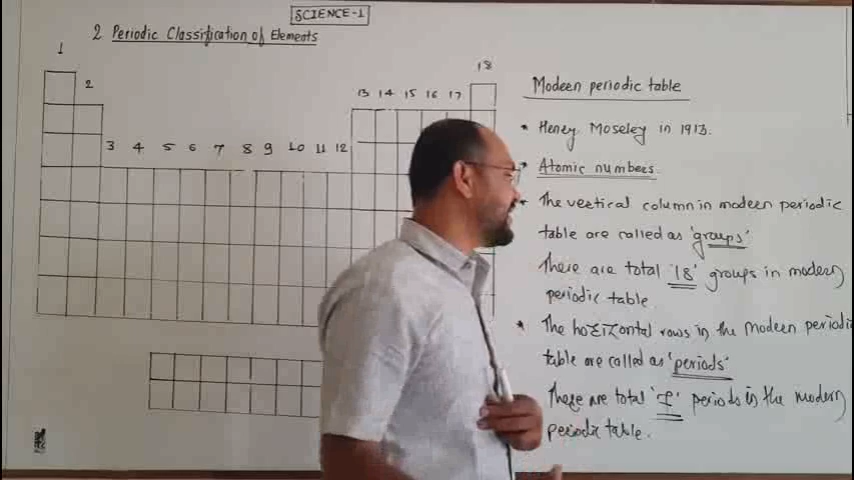 SCIENCE-1
2 Periodic Classification of Elements
1
18
2
13 14 15 16 17
3 4 5 6 7 8 9 10 11 12
Modern periodic table
* Henry Moseley in 1913.
* Atomic numbers
* The vertical column in modern periodic
table are called as 'groups'
There are total '18' groups in modern
periodic table
* The horizontal rows in the modern periodic
table are called as 'periods'
There are total '7' periods in the modern
periodic table.